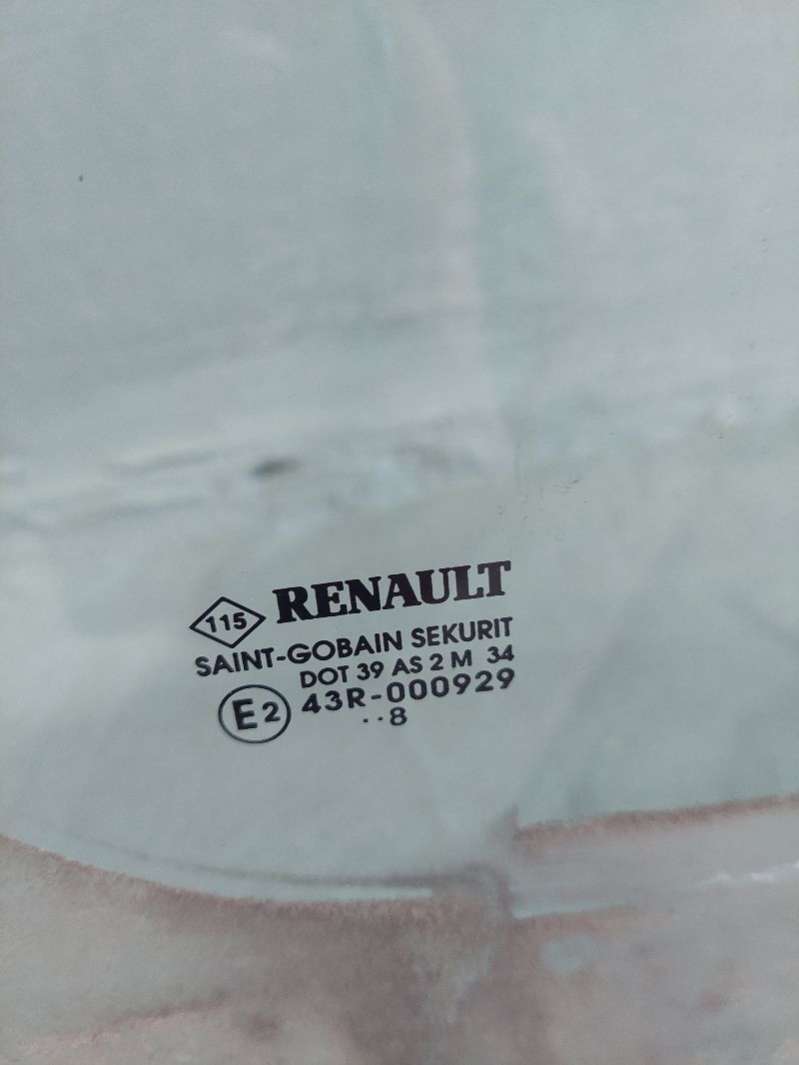 115 RENAULT
SAINT-GOBAIN SEKURIT
DOT 39 AS 2 M 34
E2 43R-000929
..8